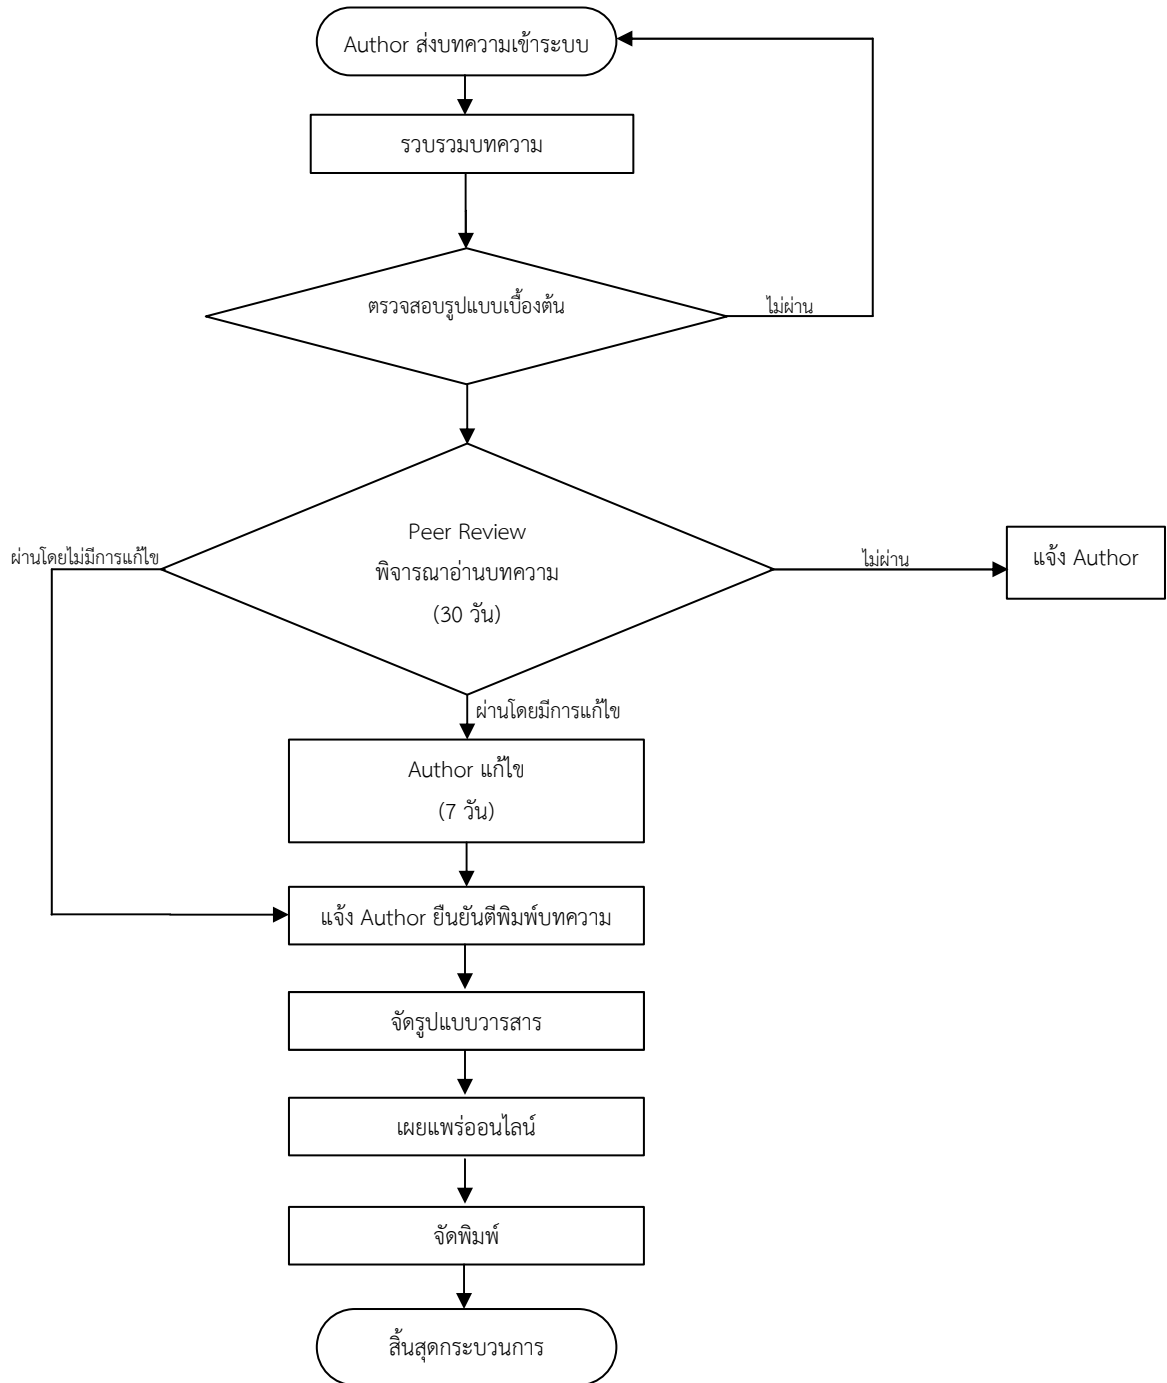 Author ส่งบทความเข้าระบบ
รวบรวมบทความ
ตรวจสอบรูปแบบเบื้องต้น
ไม่ผ่าน
Peer Review
พิจารณาอ่านบทความ
(30 วัน)
ผ่านโดยไม่มีการแก้ไข
ไม่ผ่าน
แจ้ง Author
ผ่านโดยมีการแก้ไข
Author แก้ไข
(7 วัน)
แจ้ง Author ยืนยันตีพิมพ์บทความ
จัดรูปแบบวารสาร
เผยแพร่ออนไลน์
จัดพิมพ์
สิ้นสุดกระบวนการ